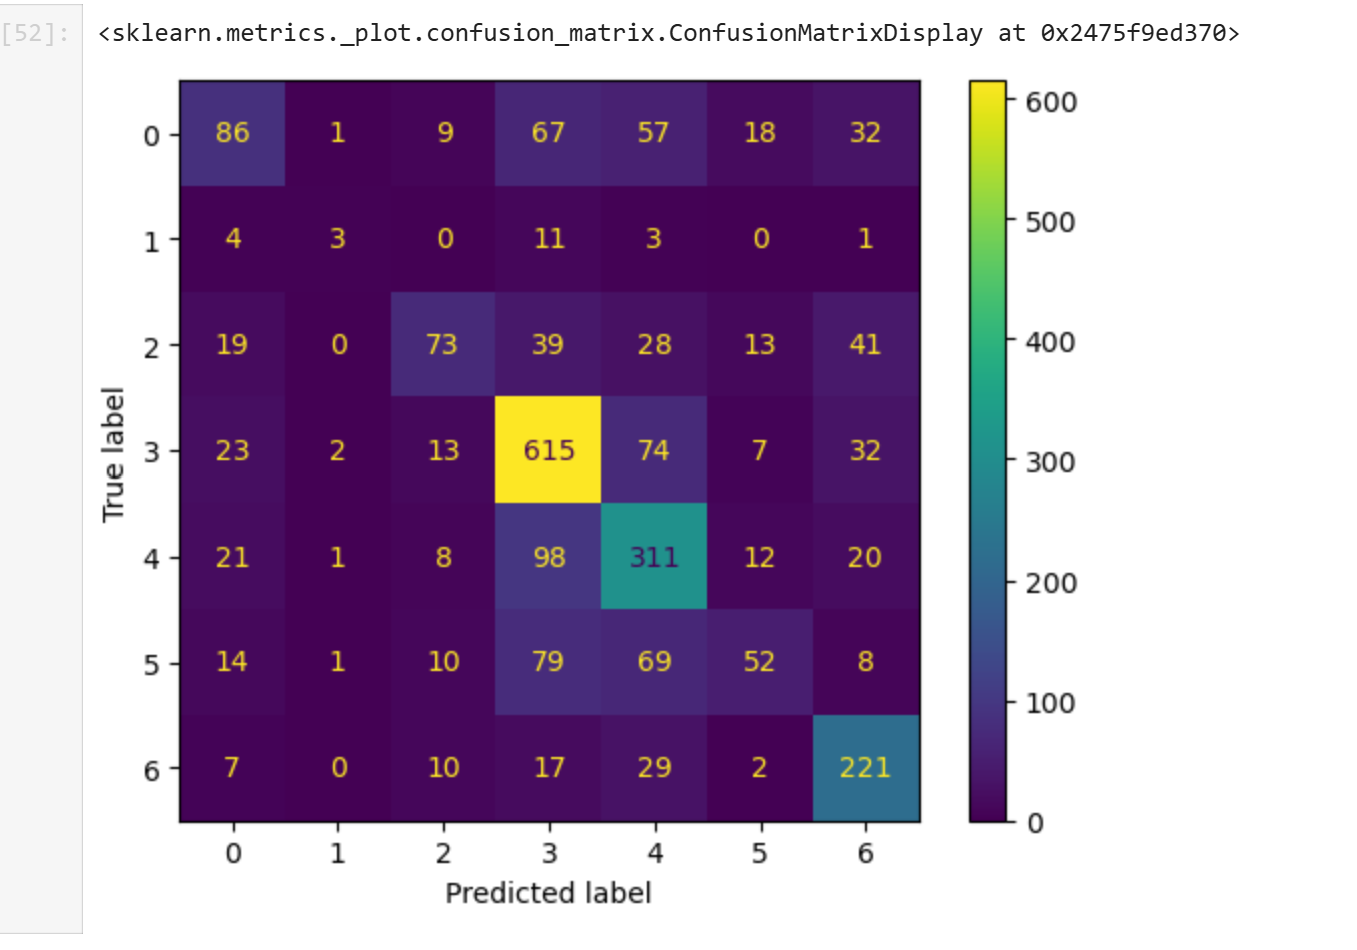 [52]: <sklearn.metrics._plot.confusion_matrix.ConfusionMatrixDisplay at 0x2475f9ed370>
True label
0 86 1 9 67 57 18 32
1 4 3 0 11 3 0 1
2 19 0 73 39 28 13 41
3 23 2 13 615 74 7 32
4 21 1 8 98 311 12 20
5 14 1 10 79 69 52 8
6 7 0 10 17 29 2 221
0 1 2 3 4 5 6
Predicted label
600
500
400
300
200
100
0